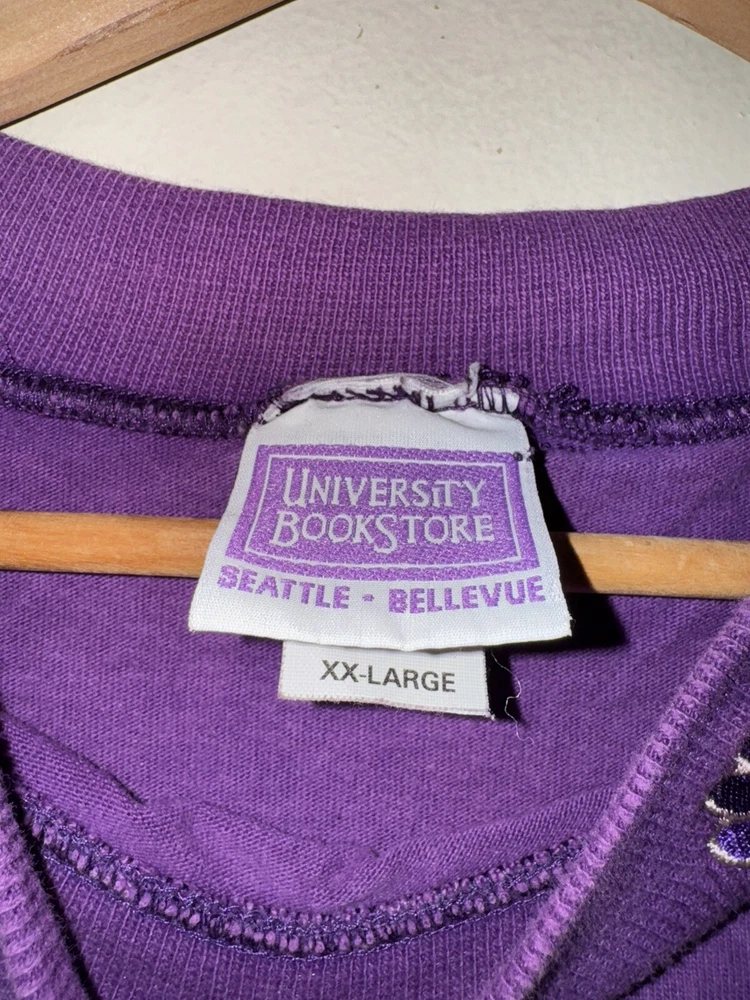 UNIVERSITY
BOOKSTORE
SEATTLE - BELLEVUE
XX-LARGE